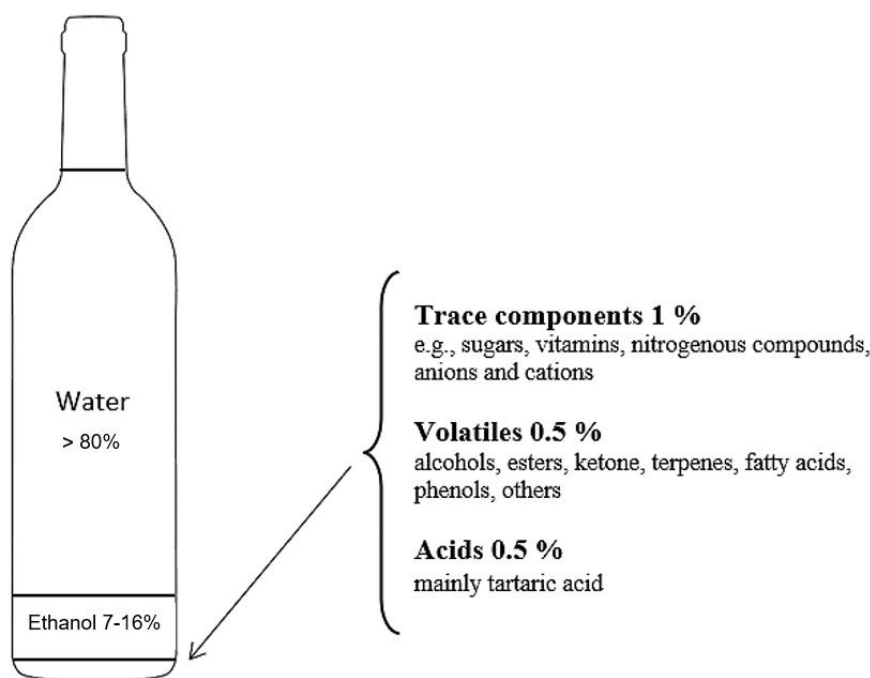 Water
> 80%
Ethanol 7-16%
Trace components 1 %
e.g., sugars, vitamins, nitrogenous compounds,
anions and cations
Volatiles 0.5 %
alcohols, esters, ketone, terpenes, fatty acids,
phenols, others
Acids 0.5 %
mainly tartaric acid